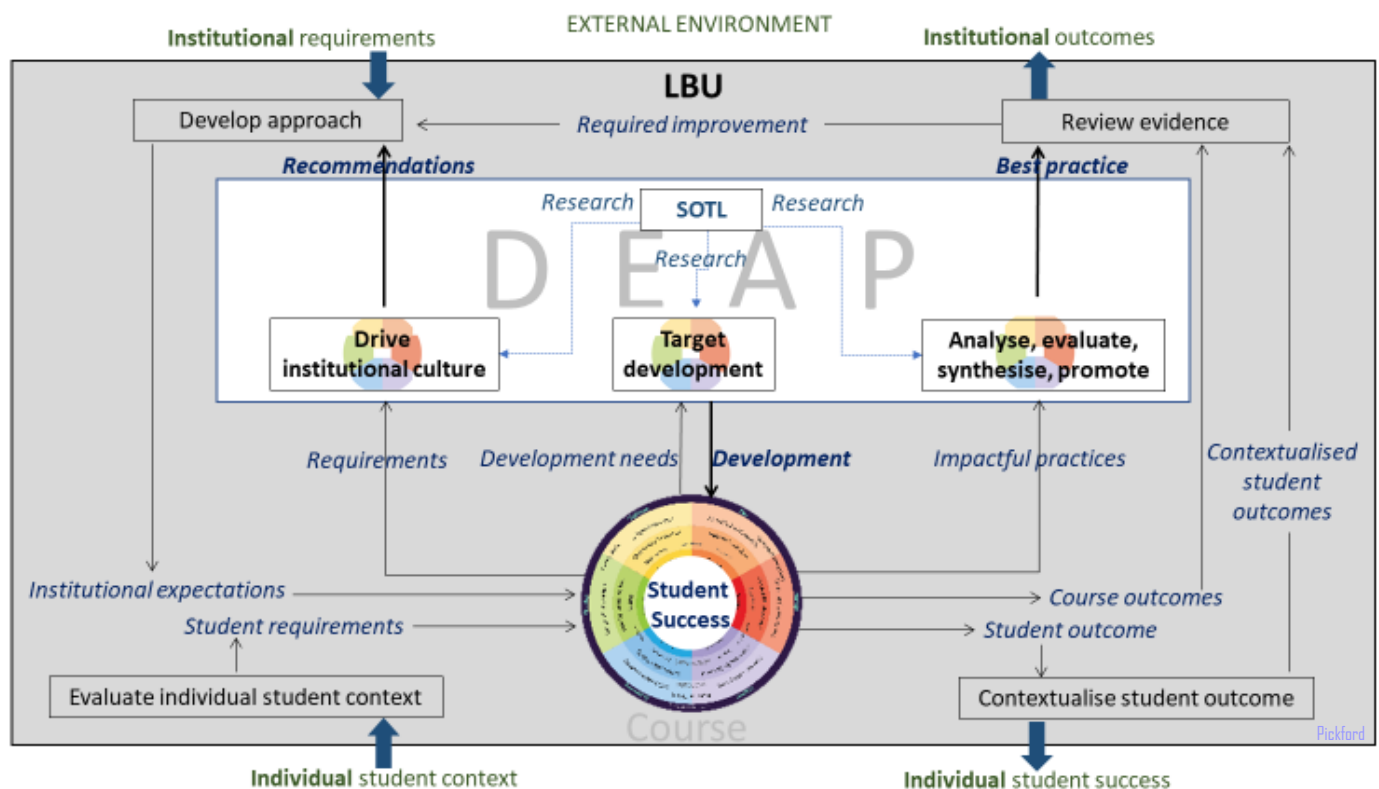 EXTERNAL ENVIRONMENT
Institutional requirements
Institutional outcomes
LBU
Develop approach
Required improvement
Review evidence
Recommendations
Best practice
Research
SOTL
Research
Research
D E A P
Drive
institutional culture
Target
development
Analyse, evaluate,
synthesise, promote
Requirements
Development needs
Development
Impactful practices
Contextualised
student
outcomes
Institutional expectations
Student requirements
Student
Success
Course outcomes
Student outcome
Evaluate individual student context
Contextualise student outcome
Course
Pickford
Individual student context
Individual student success